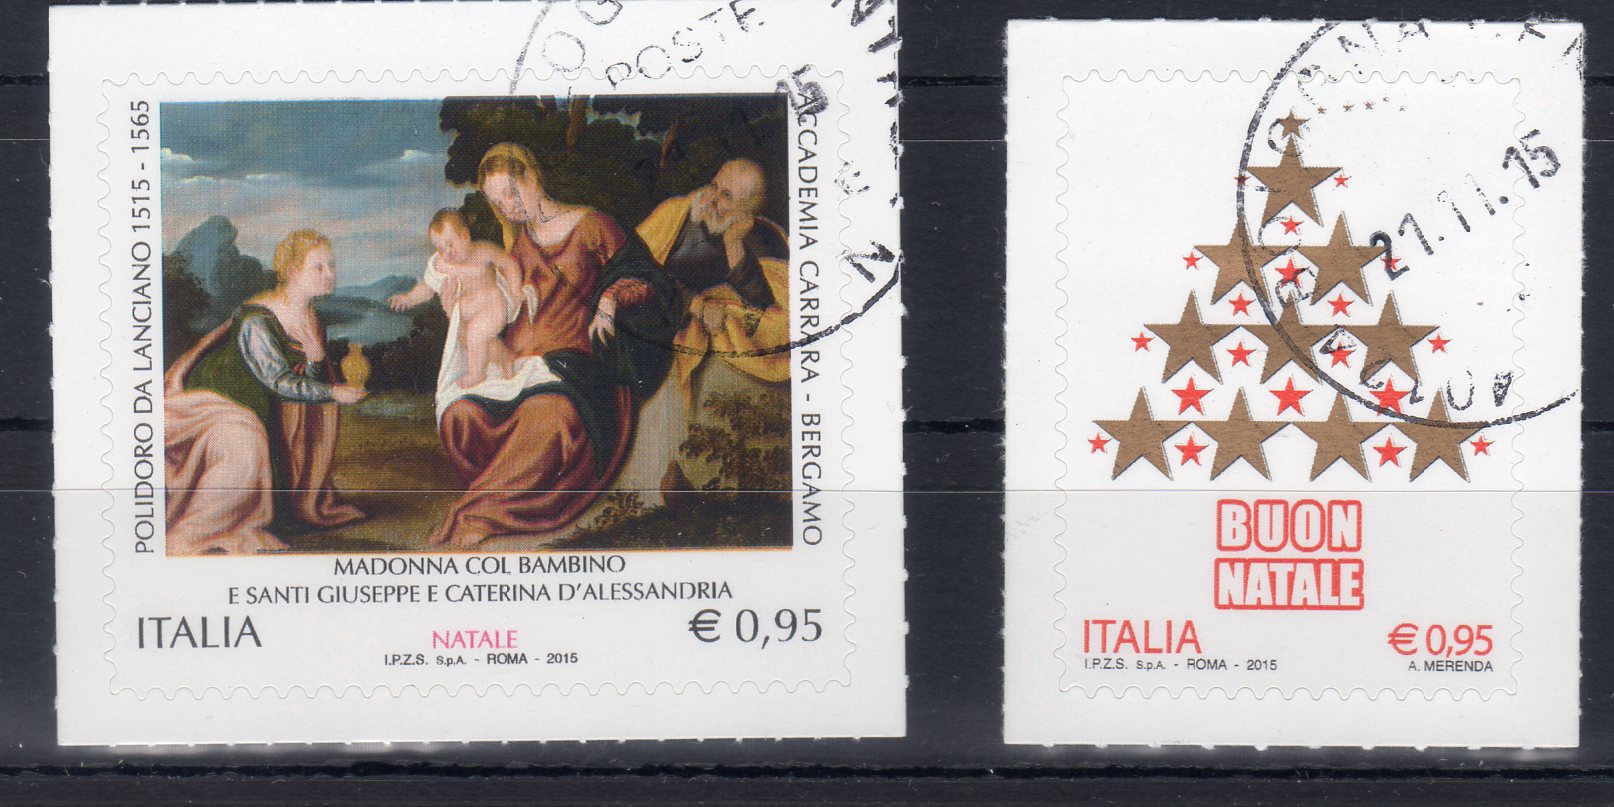 POLIDORO DA LANCIANO 1515 - 1565
ACCADEMIA CARRARA - BERGAMO
MADONNA COL BAMBINO
E SANTI GIUSEPPE E CATERINA D'ALESSANDRIA
ITALIA
€ 0,95
NATALE
I.P.Z.S. S.p.A. - ROMA - 2015
POSTE
21.11.15
BUON
NATALE
ITALIA
€ 0,95
I.P.Z.S. S.p.A. - ROMA - 2015
A. MERENDA